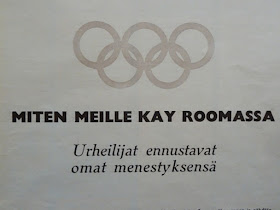 MITEN MEILLE KAY ROOMASSA
Urheilijat ennustavat
omat menestyksensä